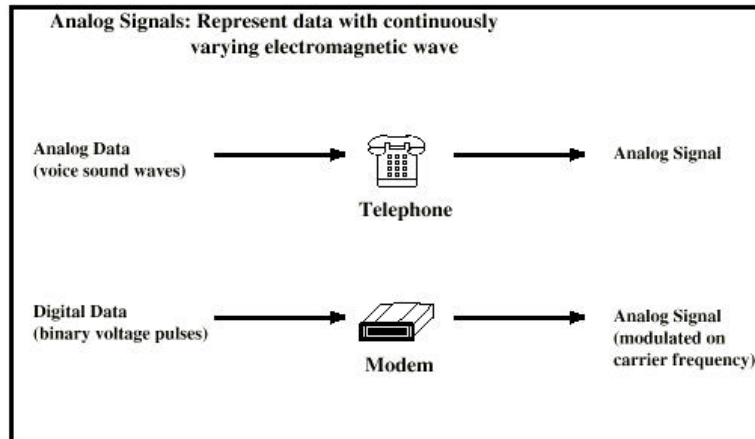 Analog Signals: Represent data with continuously
varying electromagnetic wave
Analog Data
(voice sound waves)
Telephone
Analog Signal
Digital Data
(binary voltage pulses)
Modem
Analog Signal
(modulated on
carrier frequency)